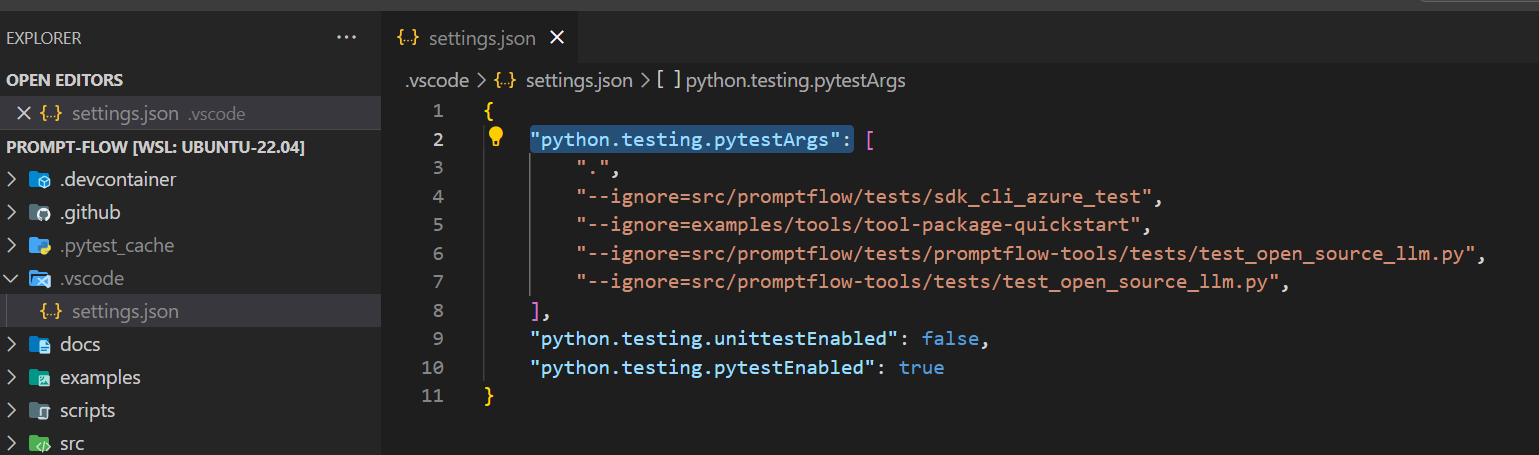 EXPLORER
···
OPEN EDITORS
{..} settings.json .vscode
PROMPT-FLOW [WSL: UBUNTU-22.04]
.devcontainer
.github
.pytest_cache
.vscode
{..} settings.json
docs
examples
scripts
src
{..} settings.json
.vscode > {..} settings.json > [ ] python.testing.pytestArgs
1 {
2 "python.testing.pytestArgs": [
3 ".",
4 "--ignore=src/promptflow/tests/sdk_cli_azure_test",
5 "--ignore=examples/tools/tool-package-quickstart",
6 "--ignore=src/promptflow/tests/promptflow-tools/tests/test_open_source_llm.py",
7 "--ignore=src/promptflow-tools/tests/test_open_source_llm.py",
8 ],
9 "python.testing.unittestEnabled": false,
10 "python.testing.pytestEnabled": true
11 }